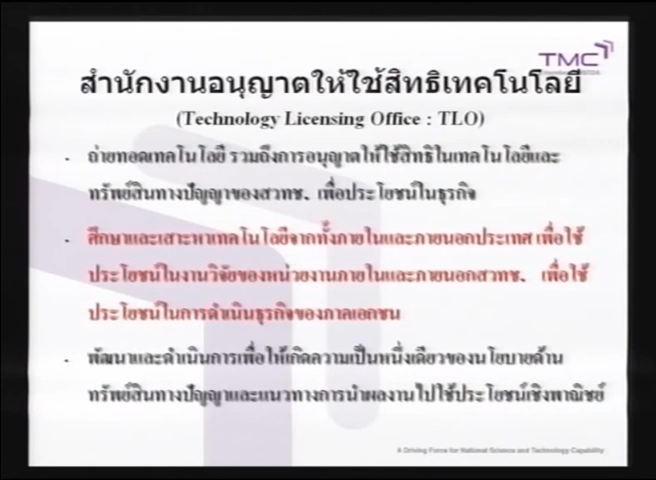 TMC
สำนักงานอนุญาตให้ใช้สิทธิเทคโนโลยี
(Technology Licensing Office : TLO)
- ถ่ายทอดเทคโนโลยี รวมถึงการอนุญาตให้ใช้สิทธิในเทคโนโลยีและ
ทรัพย์สินทางปัญญาของสวทช. เพื่อประโยชน์ในธุรกิจ
- ศึกษาและเสาะหาเทคโนโลยีจากทั้งภายในและภายนอกประเทศ เพื่อใช้
ประโยชน์ในงานวิจัยของหน่วยงานภายในและภายนอกสวทช. เพื่อใช้
ประโยชน์ในการดำเนินธุรกิจของภาคเอกชน
- พัฒนาและดำเนินการเพื่อให้เกิดความเป็นหนึ่งเดียวของนโยบายด้าน
ทรัพย์สินทางปัญญาและแนวทางการนำผลงานไปใช้ประโยชน์เชิงพาณิชย์
A Driving Force for National Science and Technology Capability